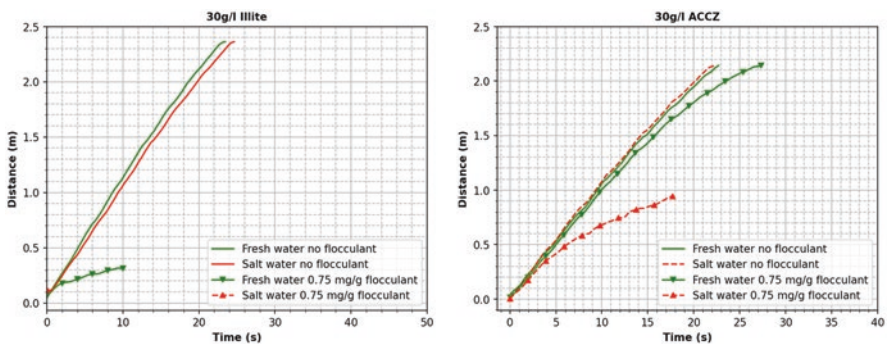 30g/l Illite
2.5
2.0
1.5
1.0
0.5
0.0
Distance (m)
Fresh water no flocculant
Salt water no flocculant
Fresh water 0.75 mg/g flocculant
Salt water 0.75 mg/g flocculant
0 10 20 30 40 50
Time (s)
30g/l ACCZ
2.5
2.0
1.5
1.0
0.5
0.0
Distance (m)
Fresh water no flocculant
Salt water no flocculant
Fresh water 0.75 mg/g flocculant
Salt water 0.75 mg/g flocculant
0 5 10 15 20 25 30 35 40
Time (s)